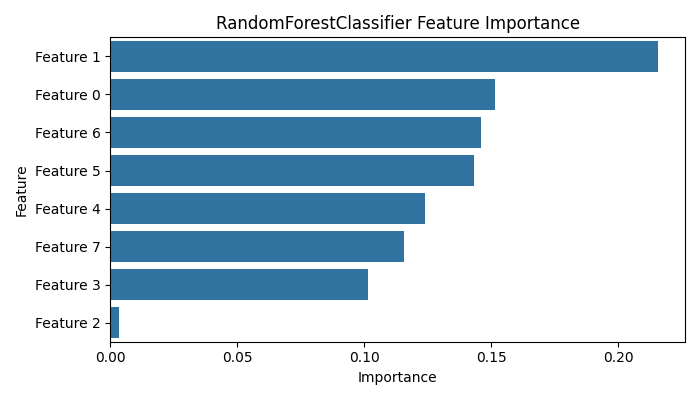 RandomForestClassifier Feature Importance
Feature 1
Feature 0
Feature 6
Feature 5
Feature 4
Feature 7
Feature 3
Feature 2
Feature
0.00 0.05 0.10 0.15 0.20
Importance